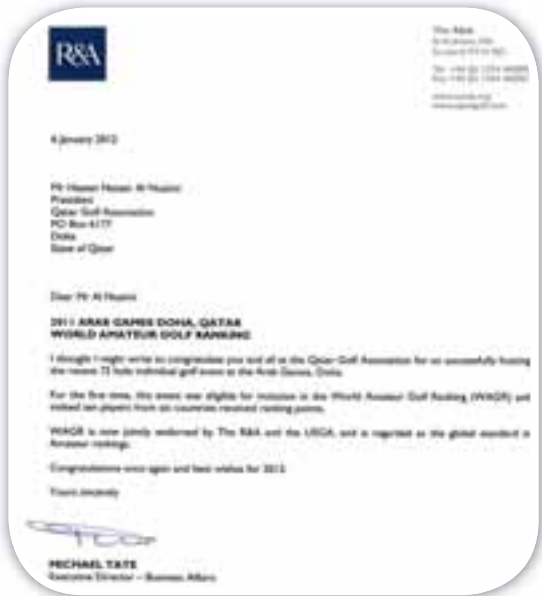 R&A
The R&A
4 January 2012
President
Qatar Golf Association
PO Box 6177
Doha
State of Qatar
Dear Mr Al Nuaimi
2011 ARAB GAMES DOHA, QATAR
WORLD AMATEUR GOLF RANKING
I thought I might write to congratulate you and all at the Qatar Golf Association for so successfully hosting
the recent 72 hole individual golf event at the Arab Games, Doha.
For the first time, this event was eligible for inclusion in the World Amateur Golf Ranking (WAGR) and
indeed ten players from six countries received ranking points.
WAGR is now jointly endorsed by The R&A and the USGA, and is regarded as the global standard in
Amateur rankings.
Congratulations once again and best wishes for 2012.
Yours sincerely
MICHAEL TATE
Executive Director – Business Affairs